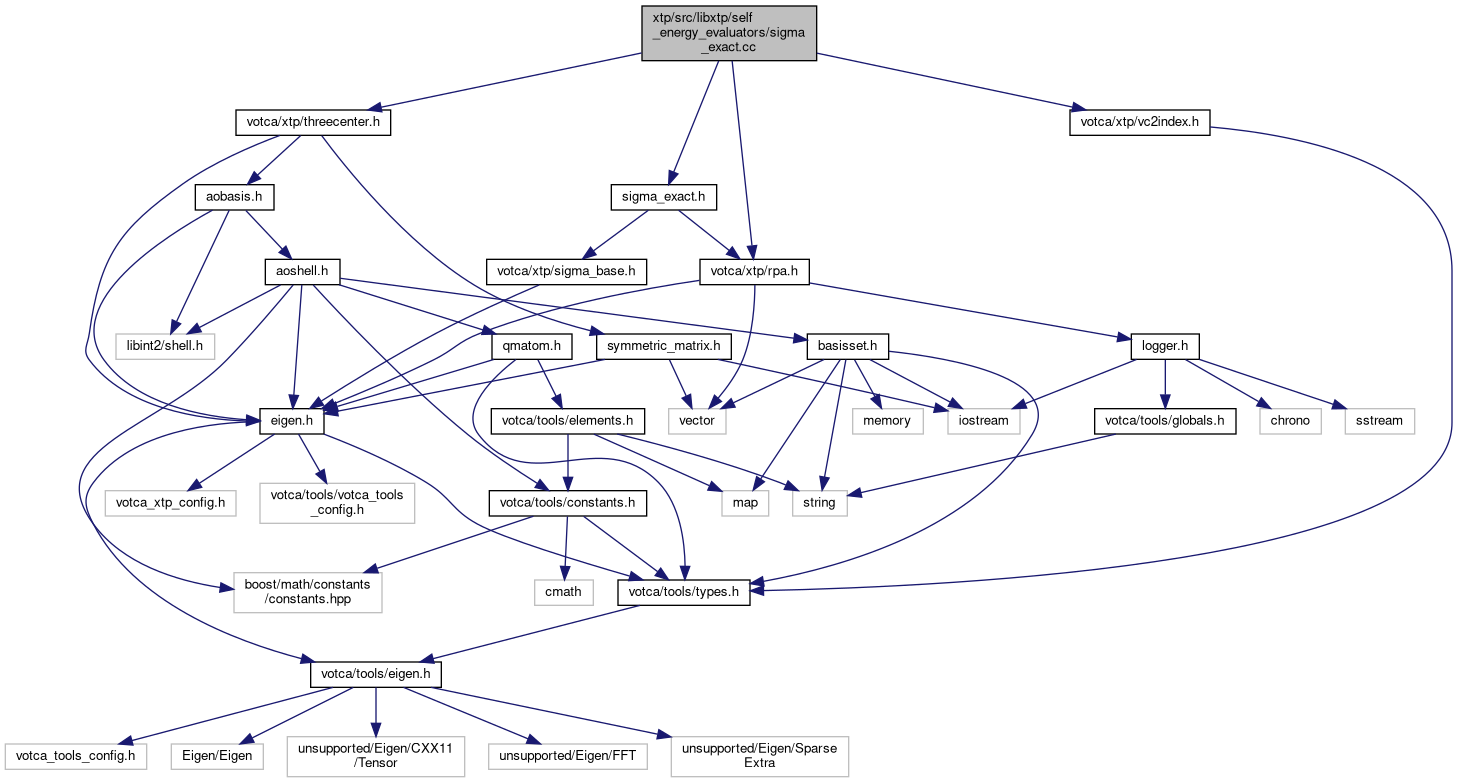 xtp/src/libxtp/self
_energy_evaluators/sigma
_exact.cc
votca/xtp/threecenter.h
votca/xtp/vc2index.h
aobasis.h
sigma_exact.h
aoshell.h
votca/xtp/sigma_base.h
votca/xtp/rpa.h
libint2/shell.h
qmatom.h
symmetric_matrix.h
basisset.h
logger.h
eigen.h
votca/tools/elements.h
vector
memory
iostream
votca/tools/globals.h
chrono
sstream
votca_xtp_config.h
votca/tools/votca_tools
_config.h
votca/tools/constants.h
map
string
boost/math/constants
/constants.hpp
cmath
votca/tools/types.h
votca/tools/eigen.h
votca_tools_config.h
Eigen/Eigen
unsupported/Eigen/CXX11
/Tensor
unsupported/Eigen/FFT
unsupported/Eigen/Sparse
Extra